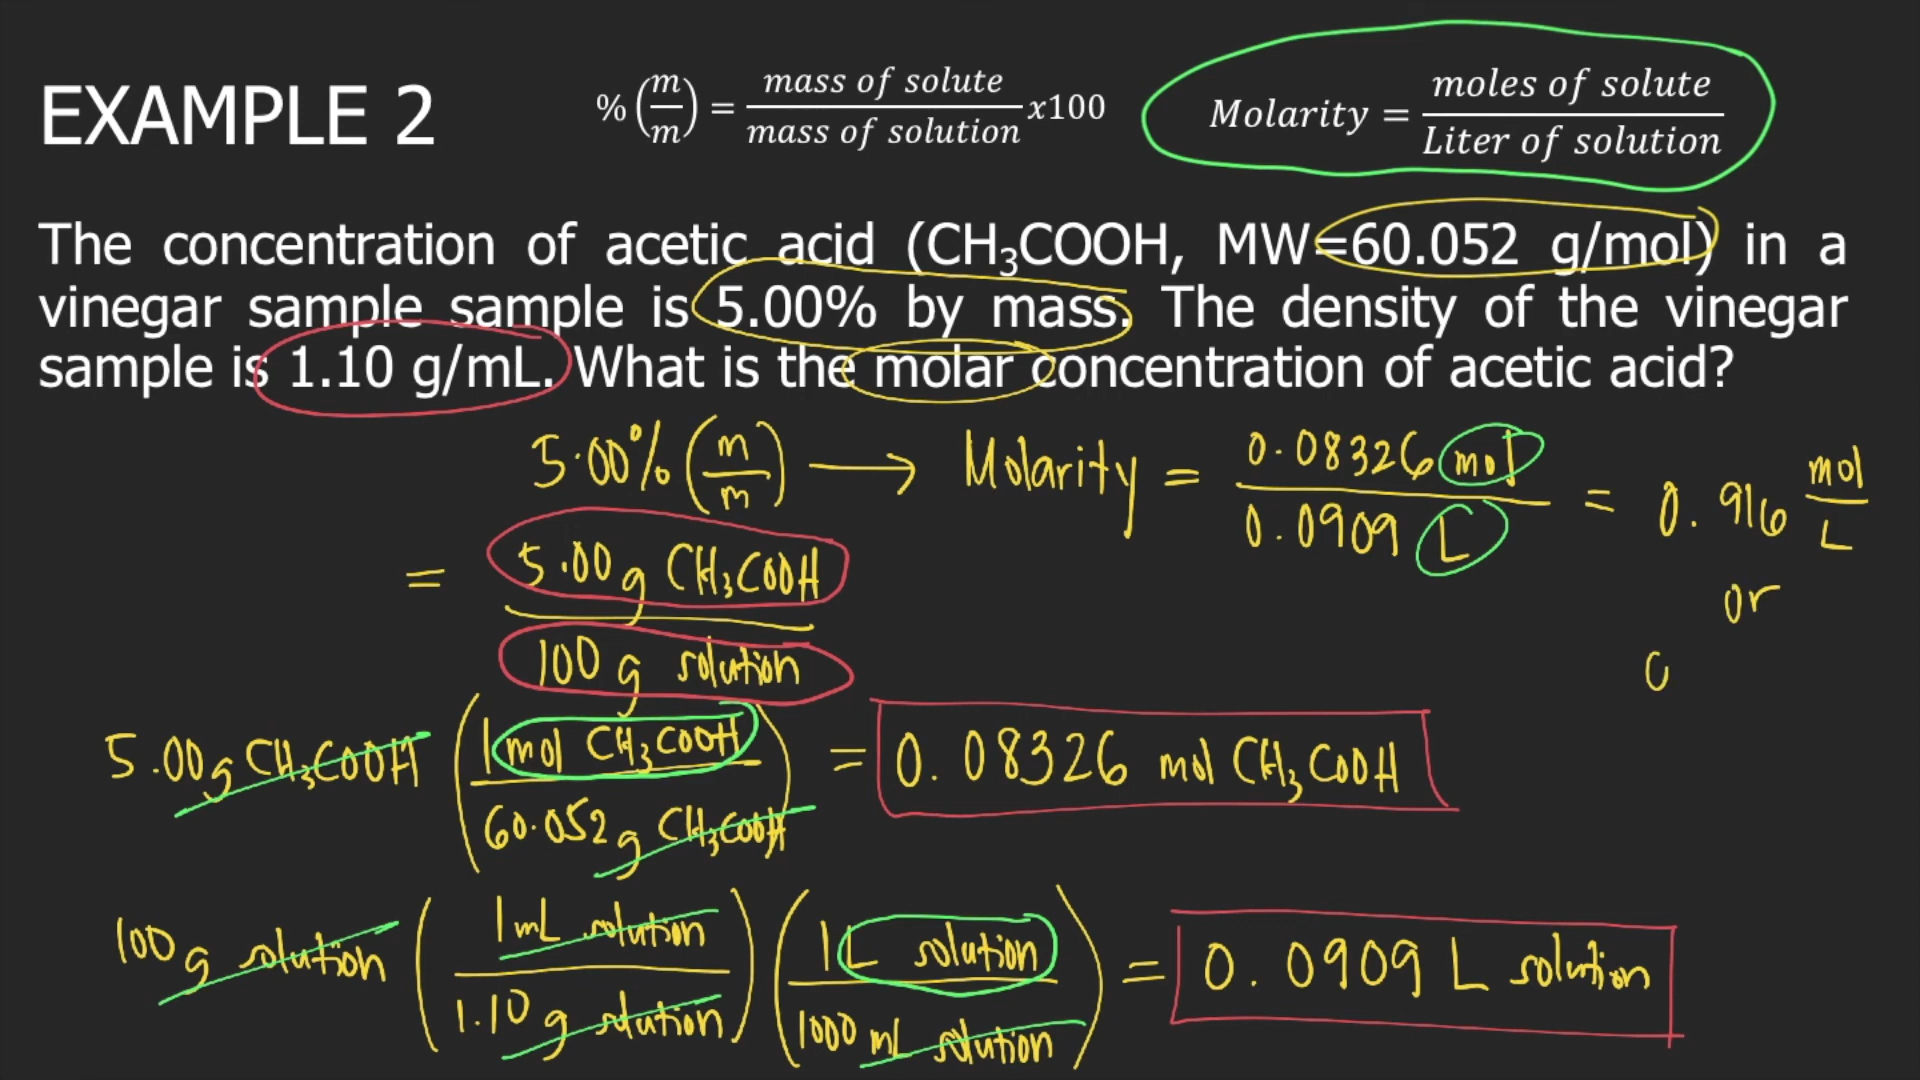 EXAMPLE 2
% (m/m) = mass of solute / mass of solution x100
Molarity = moles of solute / Liter of solution
The concentration of acetic acid (CH₃COOH, MW=60.052 g/mol) in a
vinegar sample sample is 5.00% by mass. The density of the vinegar
sample is 1.10 g/mL. What is the molar concentration of acetic acid?
5.00% (m/m) → Molarity = 0.08326 mol / 0.0909 L = 0.916 mol/L
= 5.00 g CH₃COOH / 100 g solution
or
0
5.00 g CH₃COOH (1 mol CH₃COOH / 60.052 g CH₃COOH) = 0.08326 mol CH₃COOH
100 g solution (1 mL solution / 1.10 g solution) (1 L solution / 1000 mL solution) = 0.0909 L solution